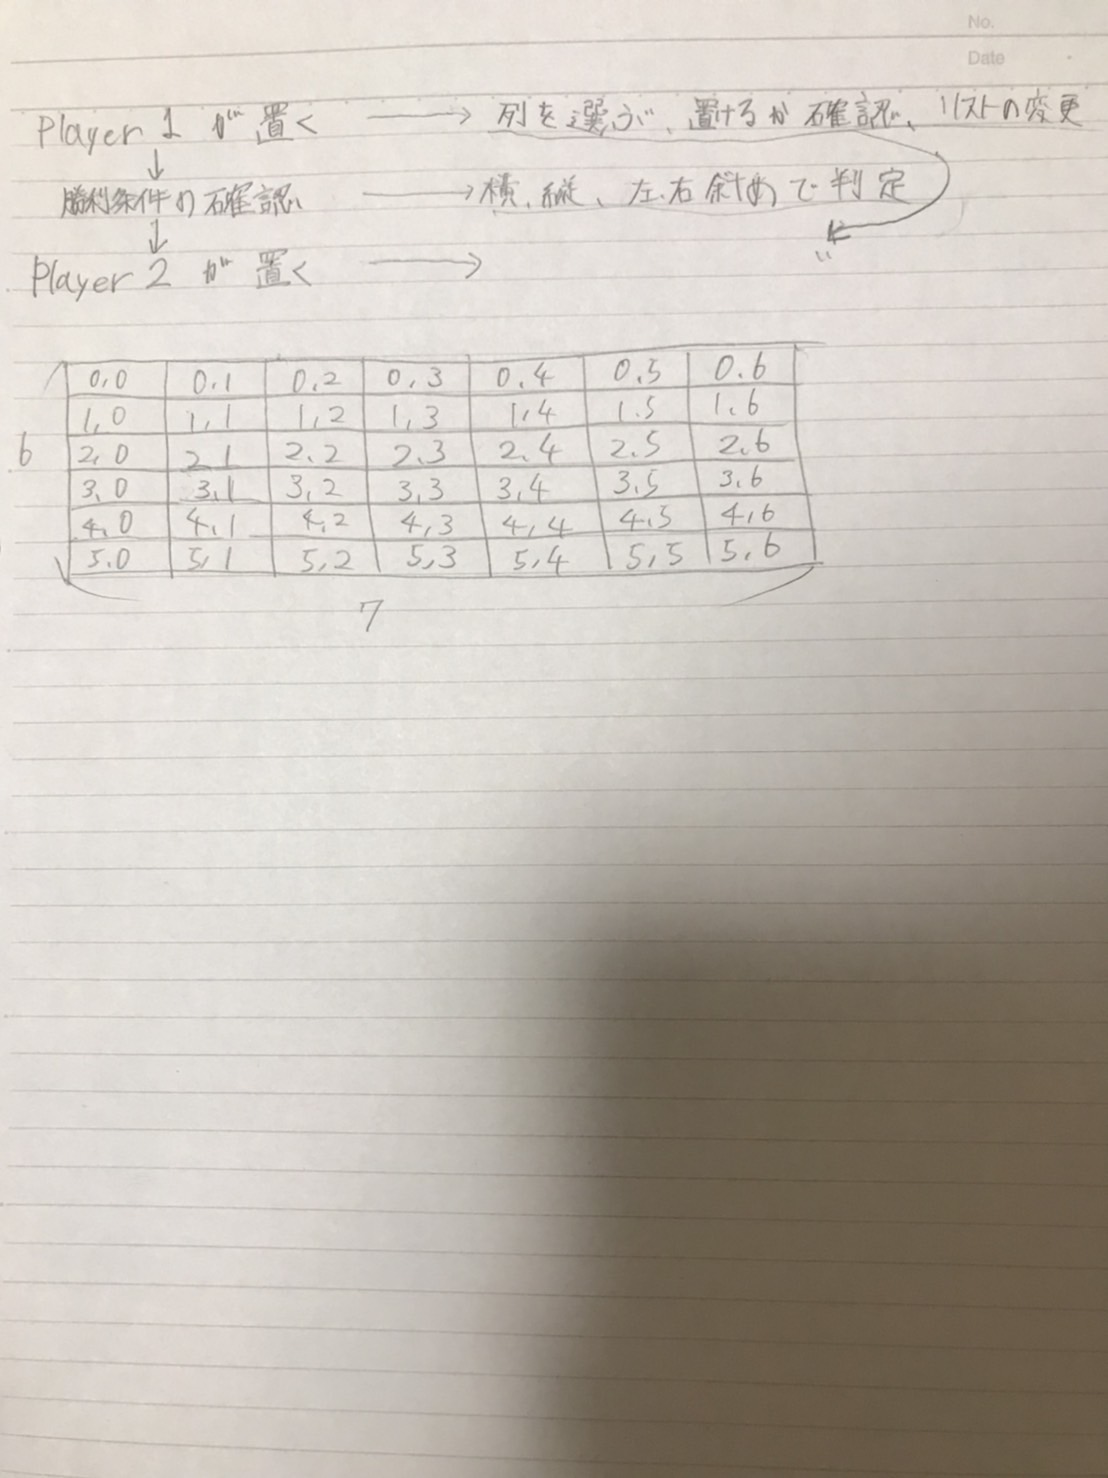 No.
Date
Player 1 が 置く → 列を選ぶ、置けるか 確認、リストの変更
↓
勝利条件の確認 → 横、縦、左、右 斜めで 判定
↓
Player 2 が 置く → 〃
0,0 0,1 0,2 0,3 0,4 0,5 0,6
1,0 1,1 1,2 1,3 1,4 1,5 1,6
6 2,0 2,1 2,2 2,3 2,4 2,5 2,6
3,0 3,1 3,2 3,3 3,4 3,5 3,6
4,0 4,1 4,2 4,3 4,4 4,5 4,6
5,0 5,1 5,2 5,3 5,4 5,5 5,6
7